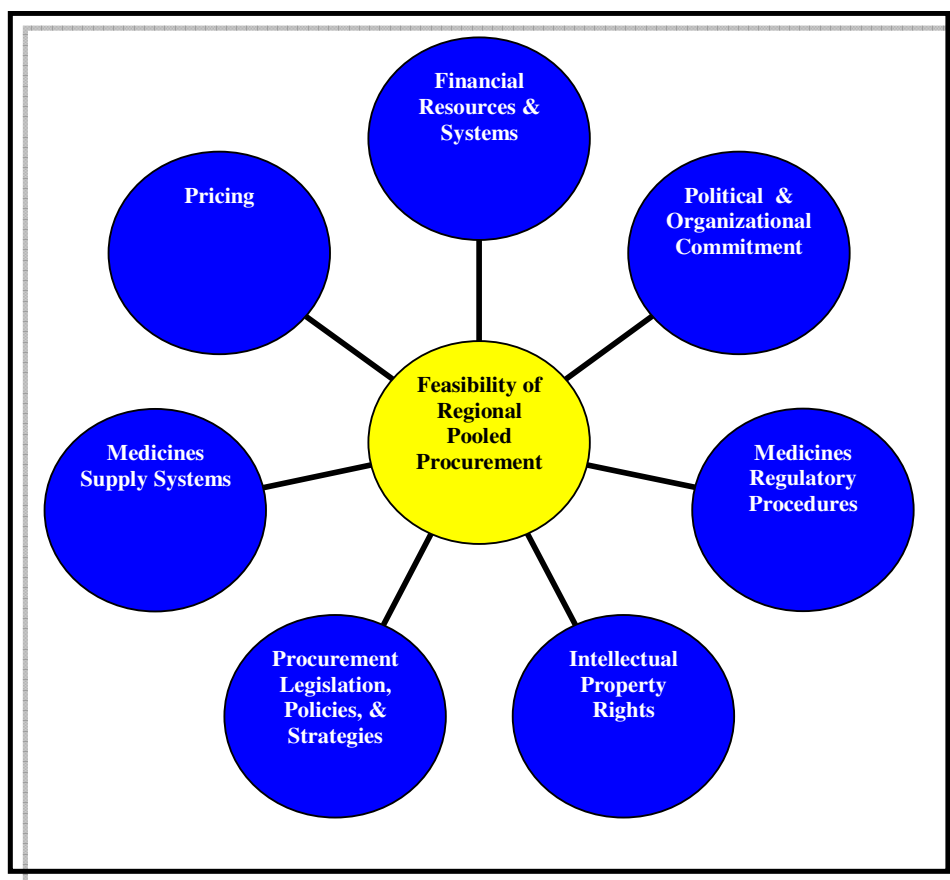 Financial
Resources &
Systems
Pricing
Political &
Organizational
Commitment
Feasibility of
Regional
Pooled
Procurement
Medicines
Supply Systems
Medicines
Regulatory
Procedures
Procurement
Legislation,
Policies, &
Strategies
Intellectual
Property
Rights